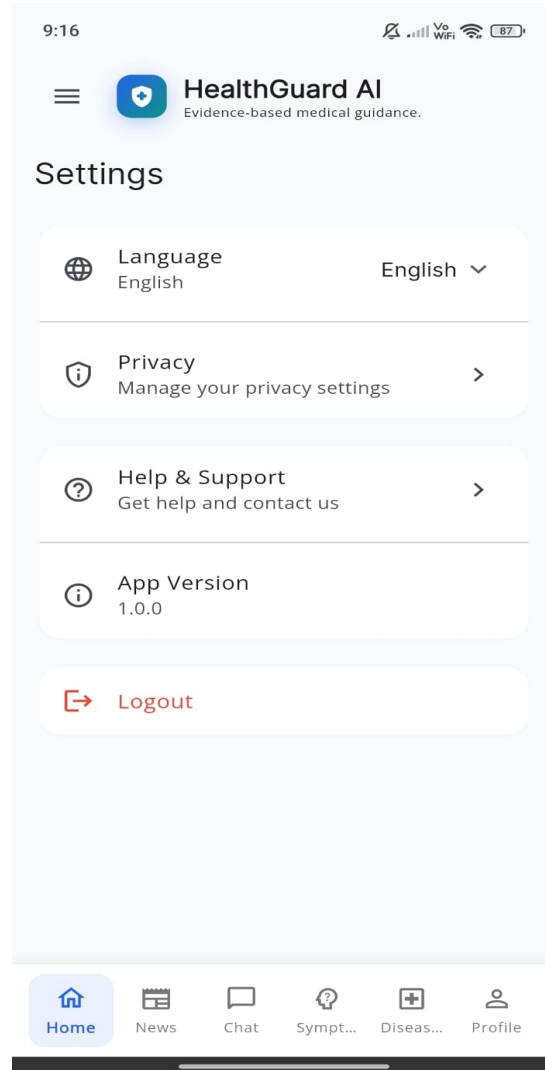 9:16
Vo
WiFi
87
HealthGuard AI
Evidence-based medical guidance.
Settings
Language
English
English
Privacy
Manage your privacy settings
Help & Support
Get help and contact us
App Version
1.0.0
Logout
Home News Chat Sympt... Diseas... Profile